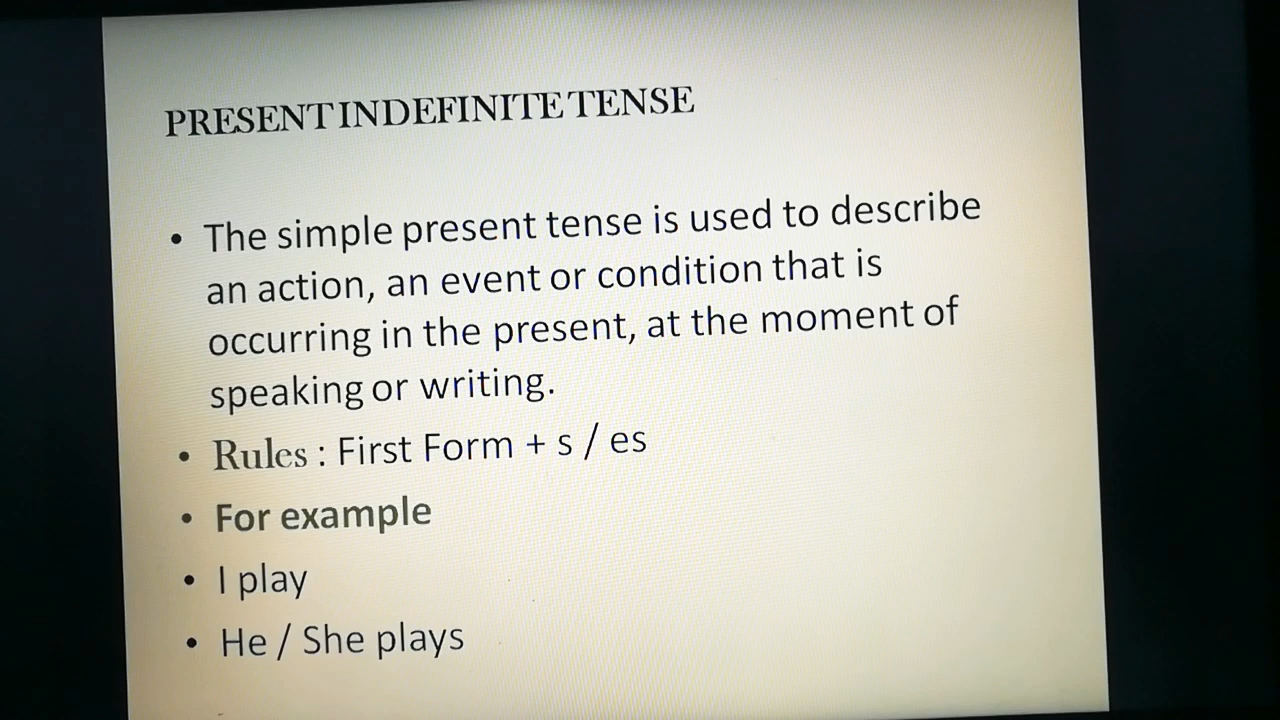 PRESENT INDEFINITE TENSE
• The simple present tense is used to describe
an action, an event or condition that is
occurring in the present, at the moment of
speaking or writing.
• Rules : First Form + s / es
• For example
• I play
• He / She plays